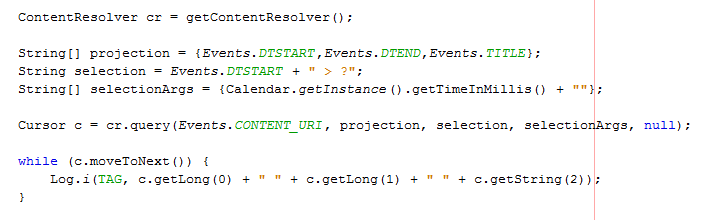 ContentResolver cr = getContentResolver();
String[] projection = {Events.DTSTART,Events.DTEND,Events.TITLE};
String selection = Events.DTSTART + " > ?";
String[] selectionArgs = {Calendar.getInstance().getTimeInMillis() + ""};
Cursor c = cr.query(Events.CONTENT_URI, projection, selection, selectionArgs, null);
while (c.moveToNext()) {
    Log.i(TAG, c.getLong(0) + " " + c.getLong(1) + " " + c.getString(2));
}